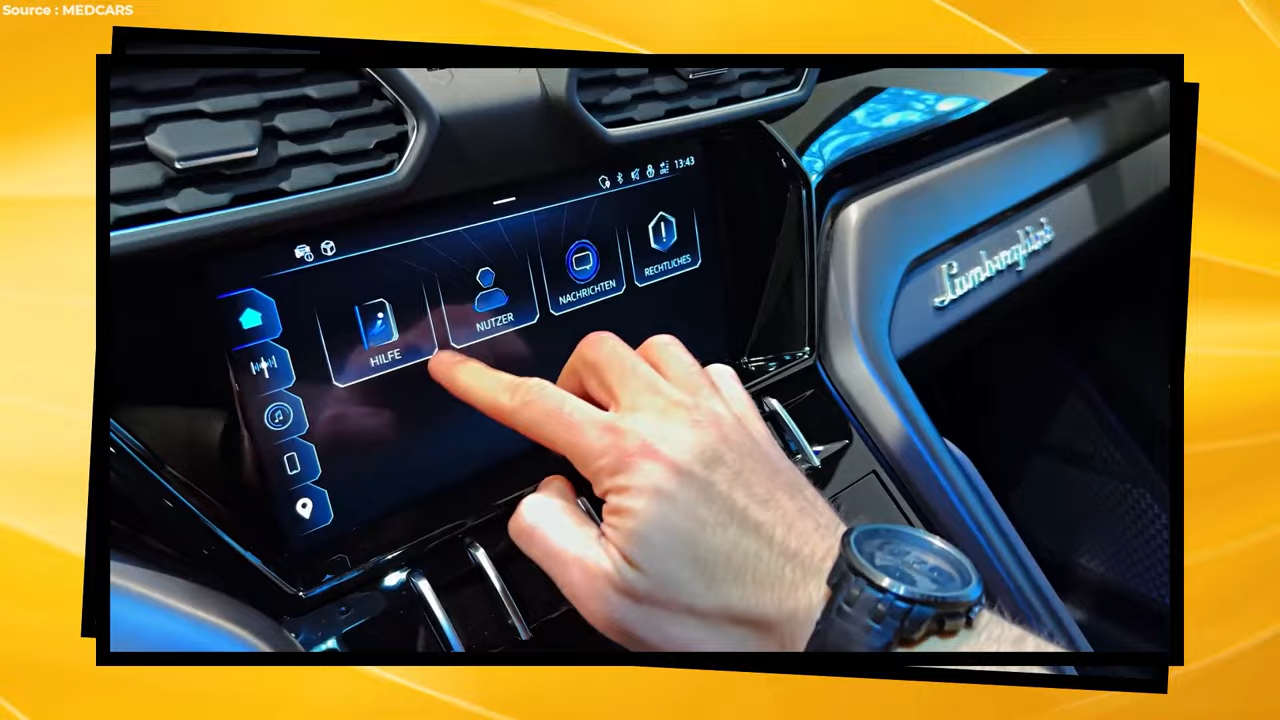 Source : MEDCARS
13:43
HILFE
NUTZER
NACHRICHTEN
RECHTLICHES
Lamborghini